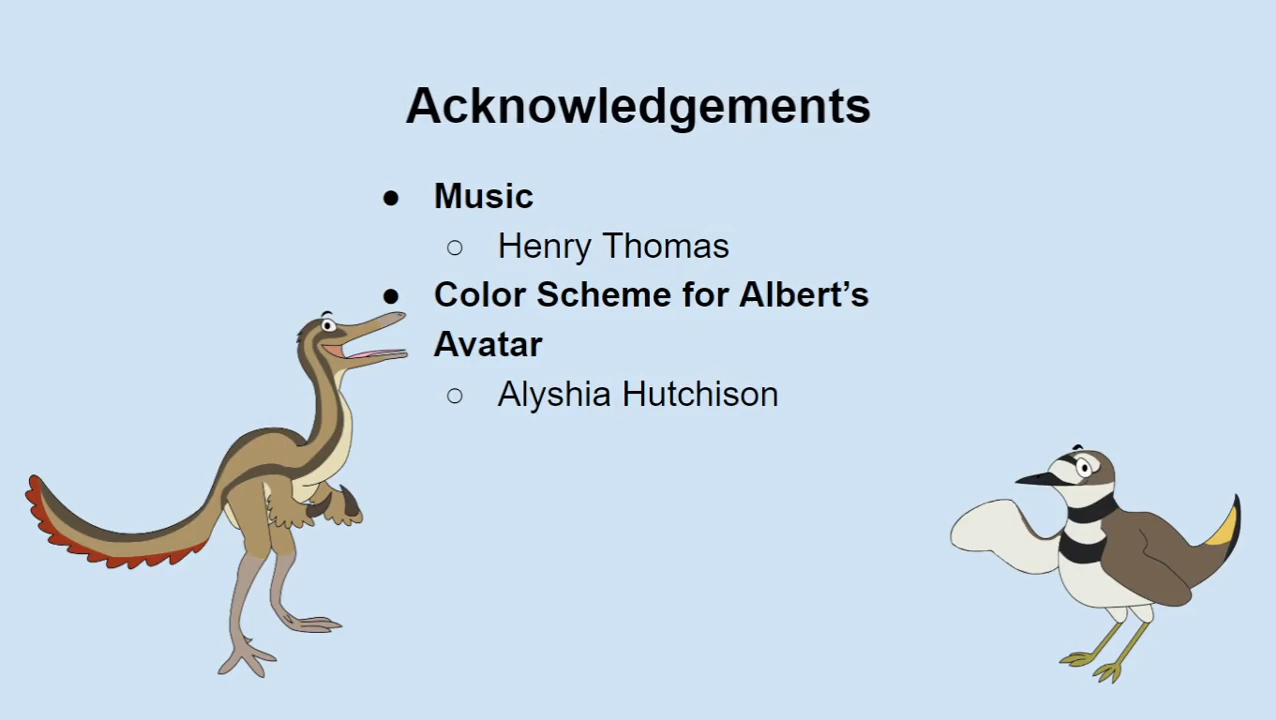 Acknowledgements
● Music
○ Henry Thomas
● Color Scheme for Albert’s
Avatar
○ Alyshia Hutchison